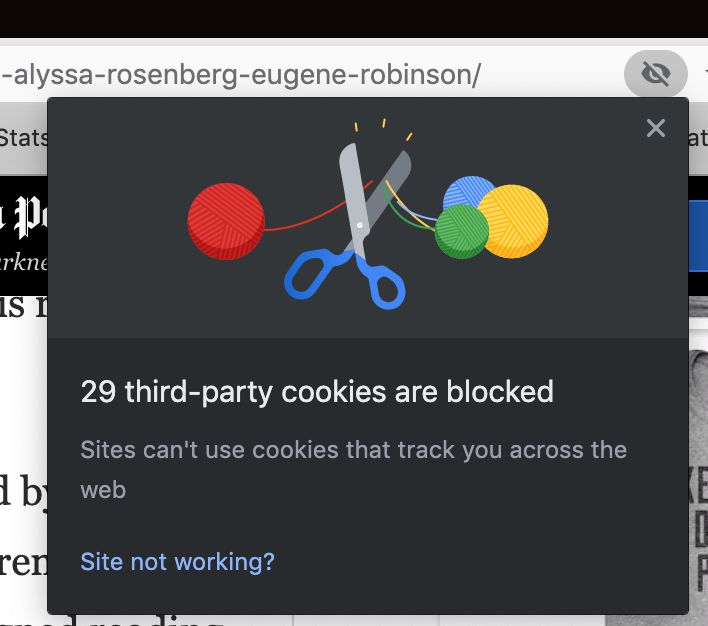 -alyssa-rosenberg-eugene-robinson/
Stats
29 third-party cookies are blocked
Sites can't use cookies that track you across the
web
Site not working?